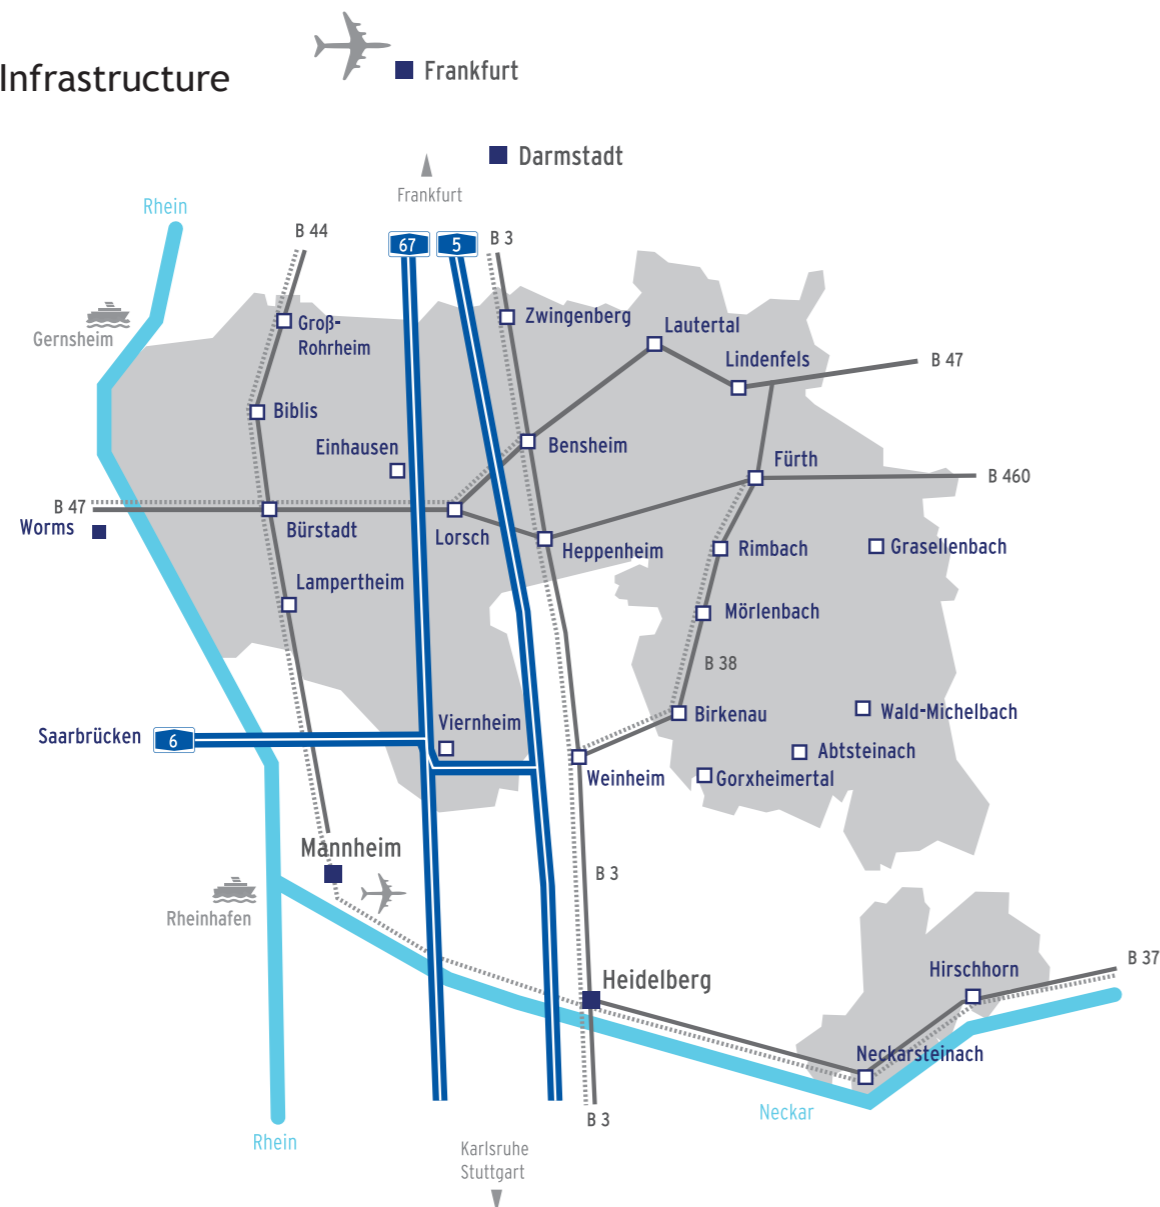 Infrastructure
Frankfurt
Darmstadt
Frankfurt
Rhein
B 44
67
5
B 3
Gernsheim
Groß-
Rohrheim
Zwingenberg
Lautertal
Lindenfels
B 47
Biblis
Einhausen
Bensheim
Fürth
B 460
B 47
Worms
Bürstadt
Lorsch
Heppenheim
Rimbach
Grasellenbach
Lampertheim
Mörlenbach
B 38
Saarbrücken
6
Viernheim
Birkenau
Wald-Michelbach
Weinheim
Gorxheimertal
Abtsteinach
Mannheim
B 3
Rheinhafen
Heidelberg
Hirschhorn
B 37
Neckarsteinach
Neckar
B 3
Rhein
Karlsruhe
Stuttgart